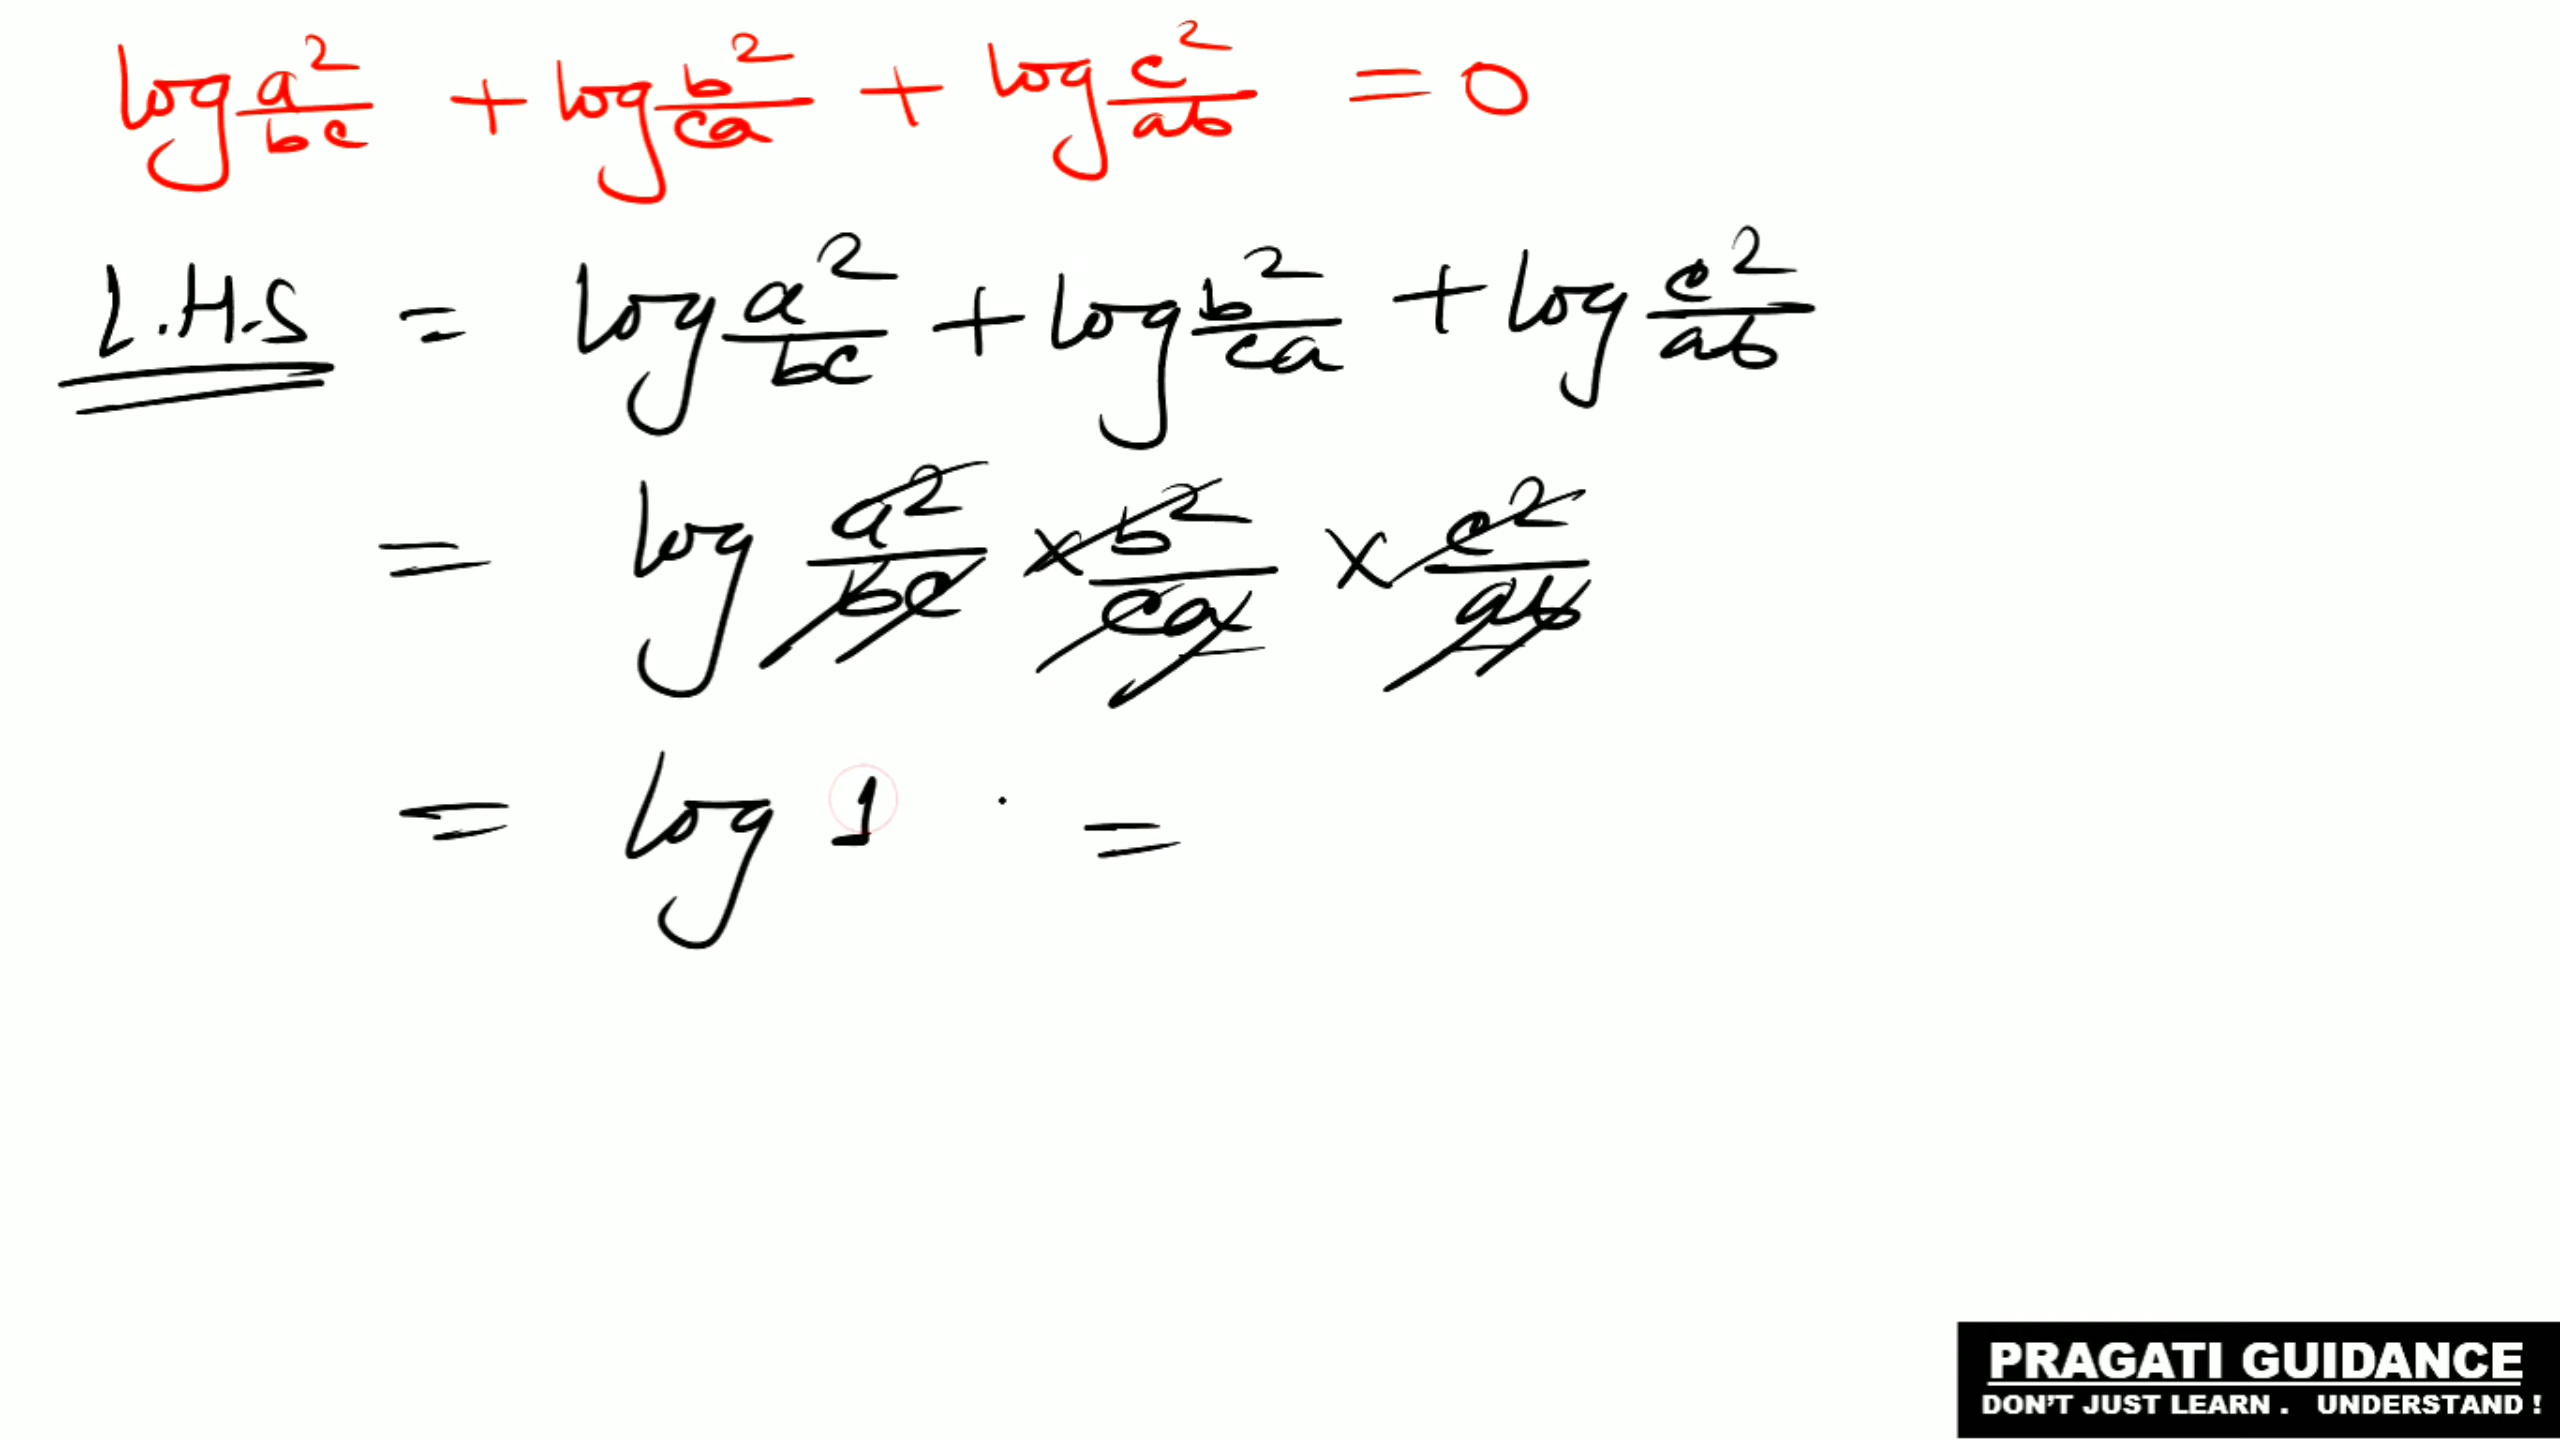 log a²/bc + log b²/ca + log c²/ab = 0
L.H.S = log a²/bc + log b²/ca + log c²/ab
= log a²/bc × b²/ca × c²/ab
= log 1 =
PRAGATI GUIDANCE
DON'T JUST LEARN . UNDERSTAND !